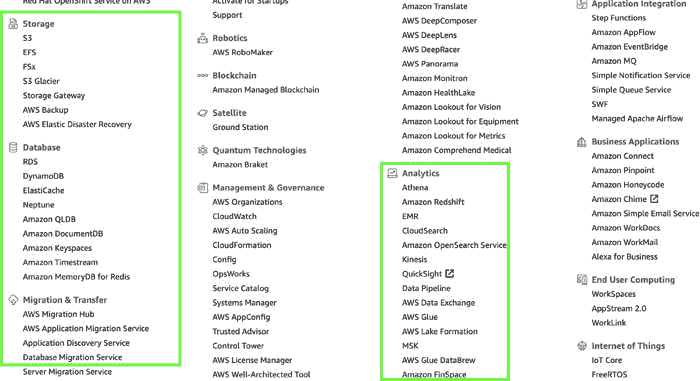 Red Hat OpenShift Service on AWS
Storage
S3
EFS
FSx
S3 Glacier
Storage Gateway
AWS Backup
AWS Elastic Disaster Recovery
Database
RDS
DynamoDB
ElastiCache
Neptune
Amazon QLDB
Amazon DocumentDB
Amazon Keyspaces
Amazon Timestream
Amazon MemoryDB for Redis
Migration & Transfer
AWS Migration Hub
AWS Application Migration Service
Application Discovery Service
Database Migration Service
Server Migration Service
Activate for Startups
Support
Robotics
AWS RoboMaker
Blockchain
Amazon Managed Blockchain
Satellite
Ground Station
Quantum Technologies
Amazon Braket
Management & Governance
AWS Organizations
CloudWatch
AWS Auto Scaling
CloudFormation
Config
OpsWorks
Service Catalog
Systems Manager
AWS AppConfig
Trusted Advisor
Control Tower
AWS License Manager
AWS Well-Architected Tool
Amazon Translate
AWS DeepComposer
AWS DeepLens
AWS DeepRacer
AWS Panorama
Amazon Monitron
Amazon HealthLake
Amazon Lookout for Vision
Amazon Lookout for Equipment
Amazon Lookout for Metrics
Amazon Comprehend Medical
Analytics
Athena
Amazon Redshift
EMR
CloudSearch
Amazon OpenSearch Service
Kinesis
QuickSight
Data Pipeline
AWS Data Exchange
AWS Glue
AWS Lake Formation
MSK
AWS Glue DataBrew
Amazon FinSpace
Application Integration
Step Functions
Amazon AppFlow
Amazon EventBridge
Amazon MQ
Simple Notification Service
Simple Queue Service
SWF
Managed Apache Airflow
Business Applications
Amazon Connect
Amazon Pinpoint
Amazon Honeycode
Amazon Chime
Amazon Simple Email Service
Amazon WorkDocs
Amazon WorkMail
Alexa for Business
End User Computing
WorkSpaces
AppStream 2.0
WorkLink
Internet of Things
IoT Core
FreeRTOS